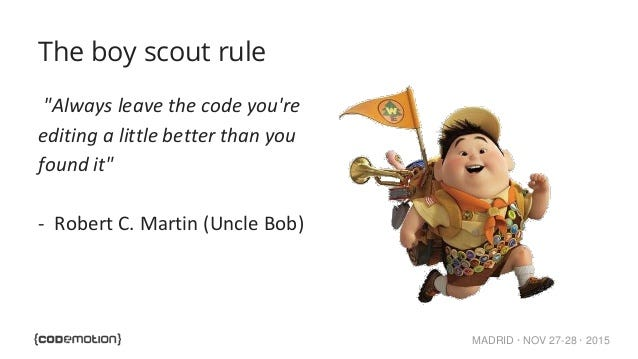 The boy scout rule
"Always leave the code you're
editing a little better than you
found it"
- Robert C. Martin (Uncle Bob)
W
{codemotion}
MADRID · NOV 27-28 · 2015